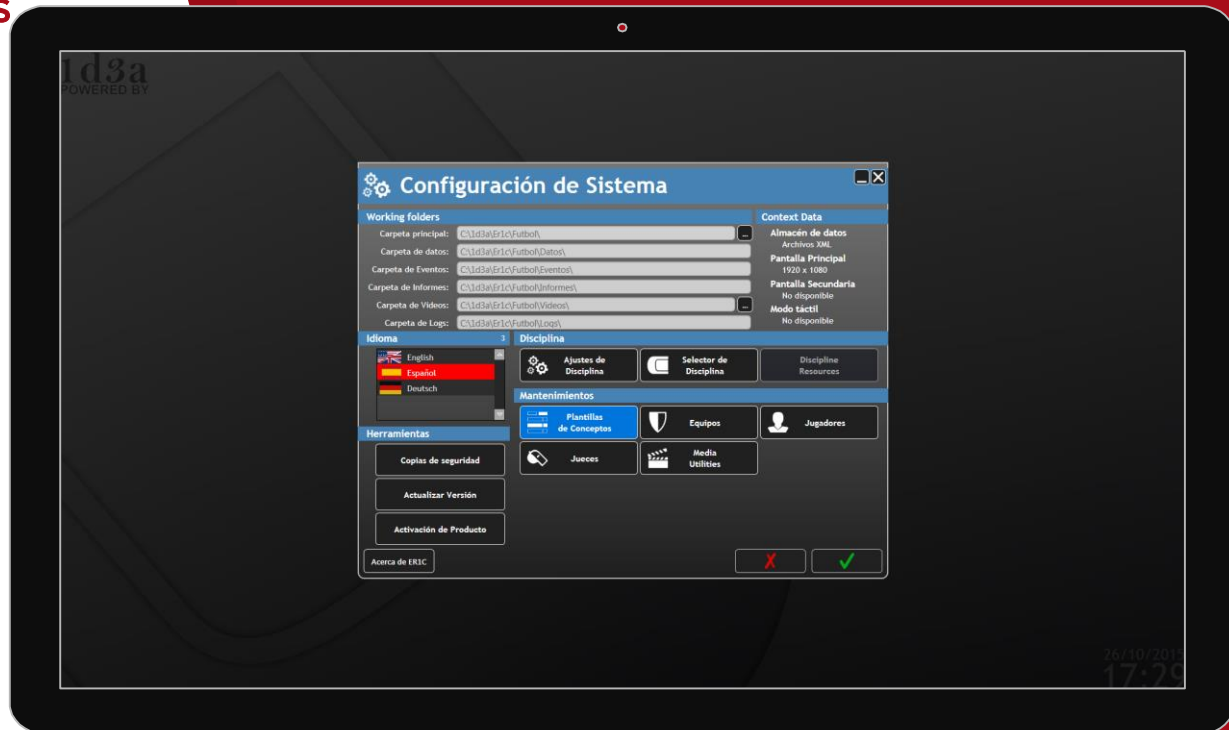 s
1d3a
POWERED BY
Configuración de Sistema
Working folders
Carpeta principal: C:\1d3a\Er1c\Futbol\ ...
Carpeta de datos: C:\1d3a\Er1c\Futbol\Datos\
Carpeta de Eventos: C:\1d3a\Er1c\Futbol\Eventos\
Carpeta de Informes: C:\1d3a\Er1c\Futbol\Informes\
Carpeta de Vídeos: C:\1d3a\Er1c\Futbol\Videos\ ...
Carpeta de Logs: C:\1d3a\Er1c\Futbol\Logs\
Context Data
Almacén de datos
Archivos XML
Pantalla Principal
1920 x 1080
Pantalla Secundaria
No disponible
Modo táctil
No disponible
Idioma 3
English
Español
Deutsch
Disciplina
Ajustes de
Disciplina
Selector de
Disciplina
Discipline
Resources
Mantenimientos
Plantillas
de Conceptos
Equipos
Jugadores
Jueces
Media
Utilities
Herramientas
Copias de seguridad
Actualizar Versión
Activación de Producto
Acerca de ER1C
26/10/2015
17:29